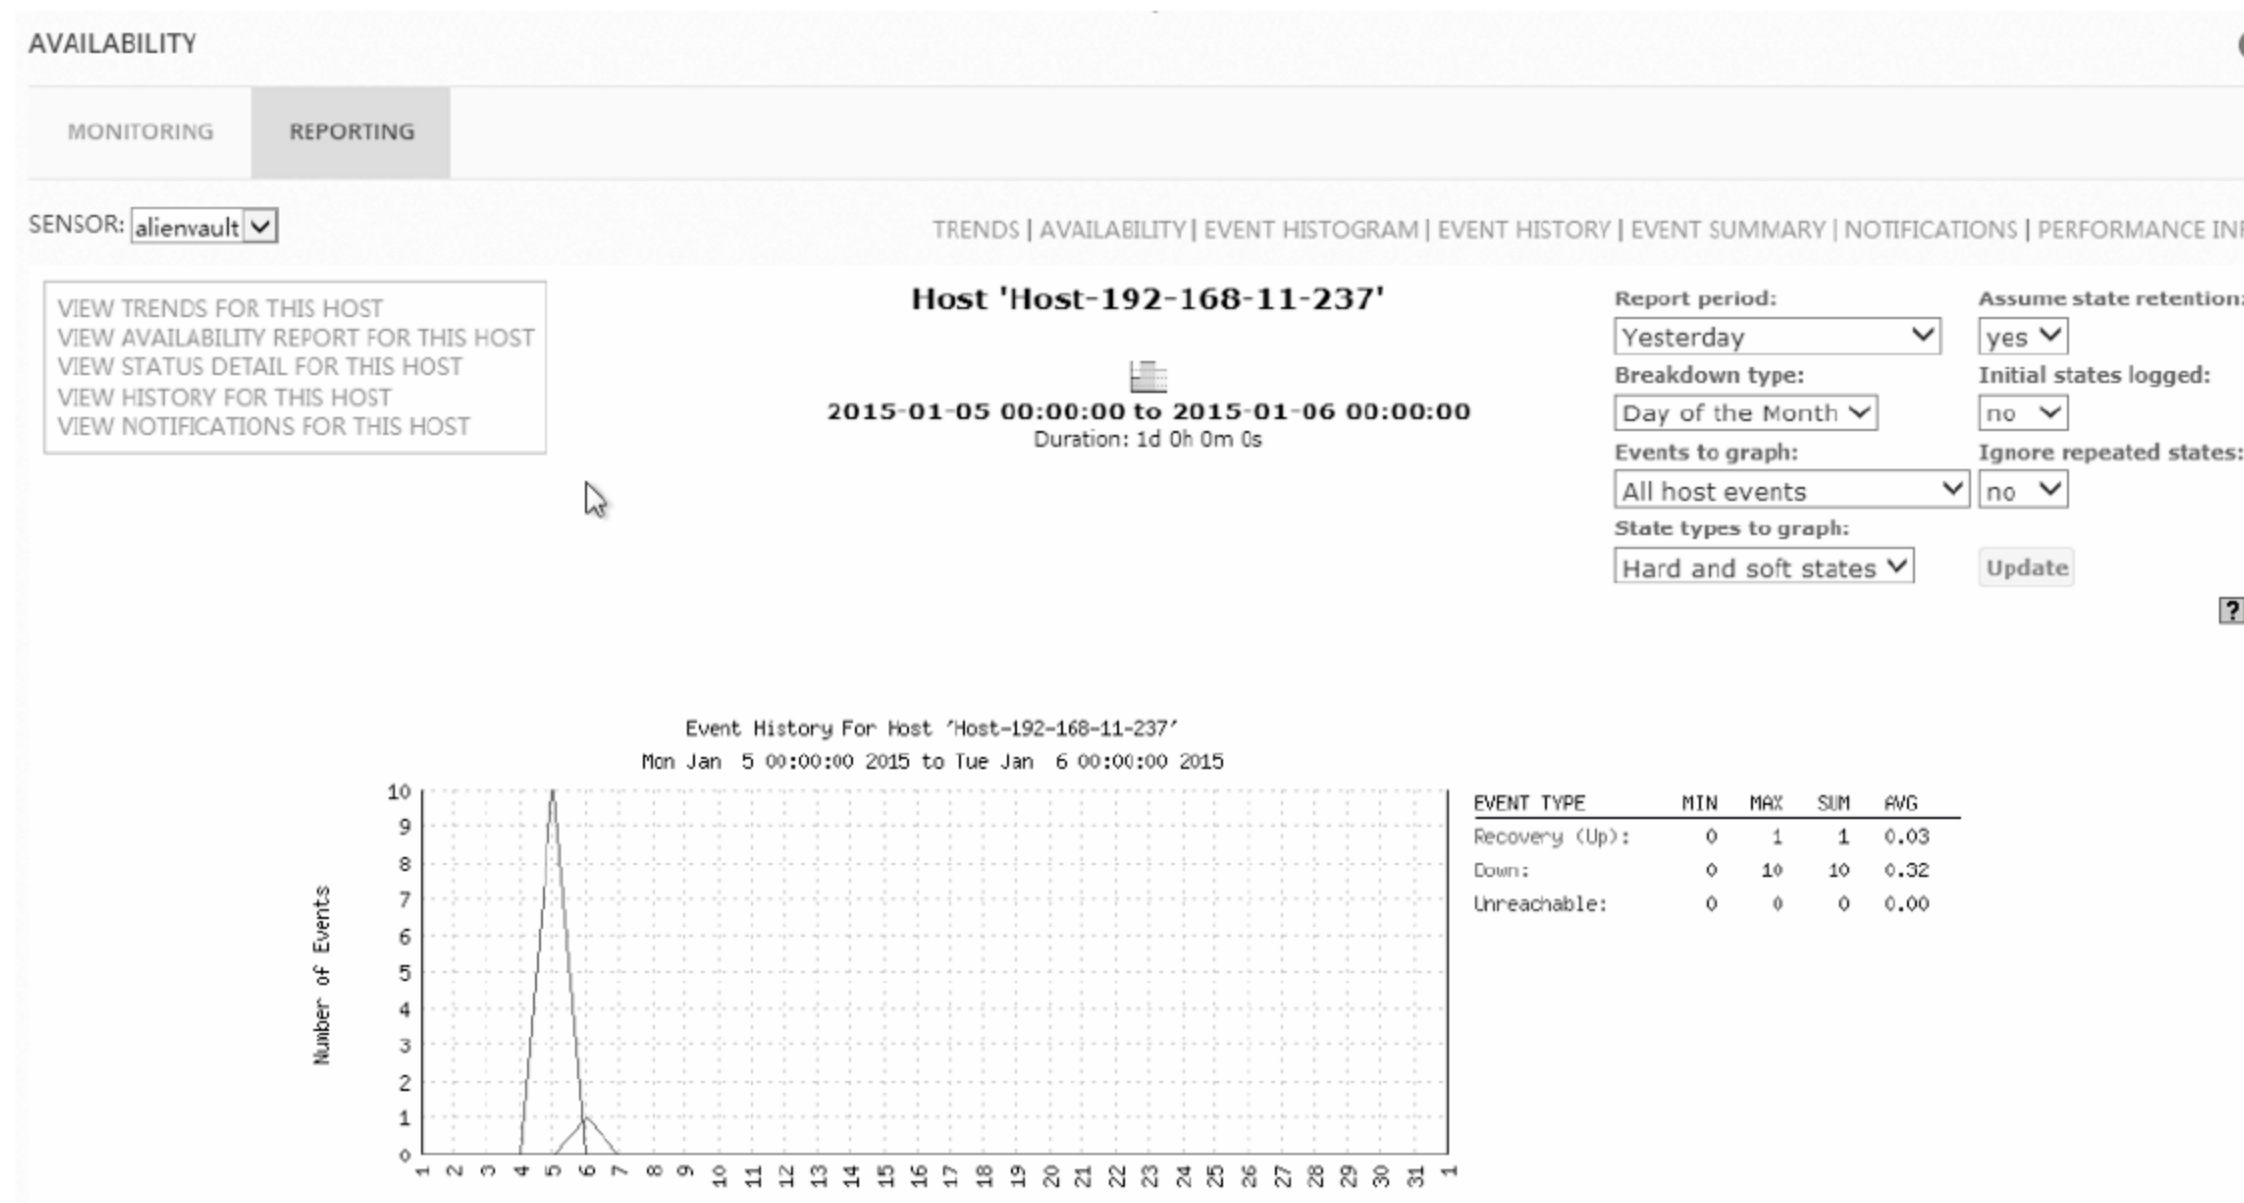 AVAILABILITY
MONITORING REPORTING
SENSOR: alienvault
TRENDS | AVAILABILITY | EVENT HISTOGRAM | EVENT HISTORY | EVENT SUMMARY | NOTIFICATIONS | PERFORMANCE
VIEW TRENDS FOR THIS HOST
VIEW AVAILABILITY REPORT FOR THIS HOST
VIEW STATUS DETAIL FOR THIS HOST
VIEW HISTORY FOR THIS HOST
VIEW NOTIFICATIONS FOR THIS HOST
Host 'Host-192-168-11-237'
2015-01-05 00:00:00 to 2015-01-06 00:00:00
Duration: 1d 0h 0m 0s
Report period: Assume state retention:
Yesterday yes
Breakdown type: Initial states logged:
Day of the Month no
Events to graph: Ignore repeated states:
All host events no
State types to graph:
Hard and soft states Update
?
Event History For Host 'Host-192-168-11-237'
Mon Jan 5 00:00:00 2015 to Tue Jan 6 00:00:00 2015
Number of Events
10
9
8
7
6
5
4
3
2
1
0
1 2 3 4 5 6 7 8 9 10 11 12 13 14 15 16 17 18 19 20 21 22 23 24 25 26 27 28 29 30 31 1
EVENT TYPE MIN MAX SUM AVG
Recovery (Up): 0 1 1 0.03
Down: 0 10 10 0.32
Unreachable: 0 0 0 0.00